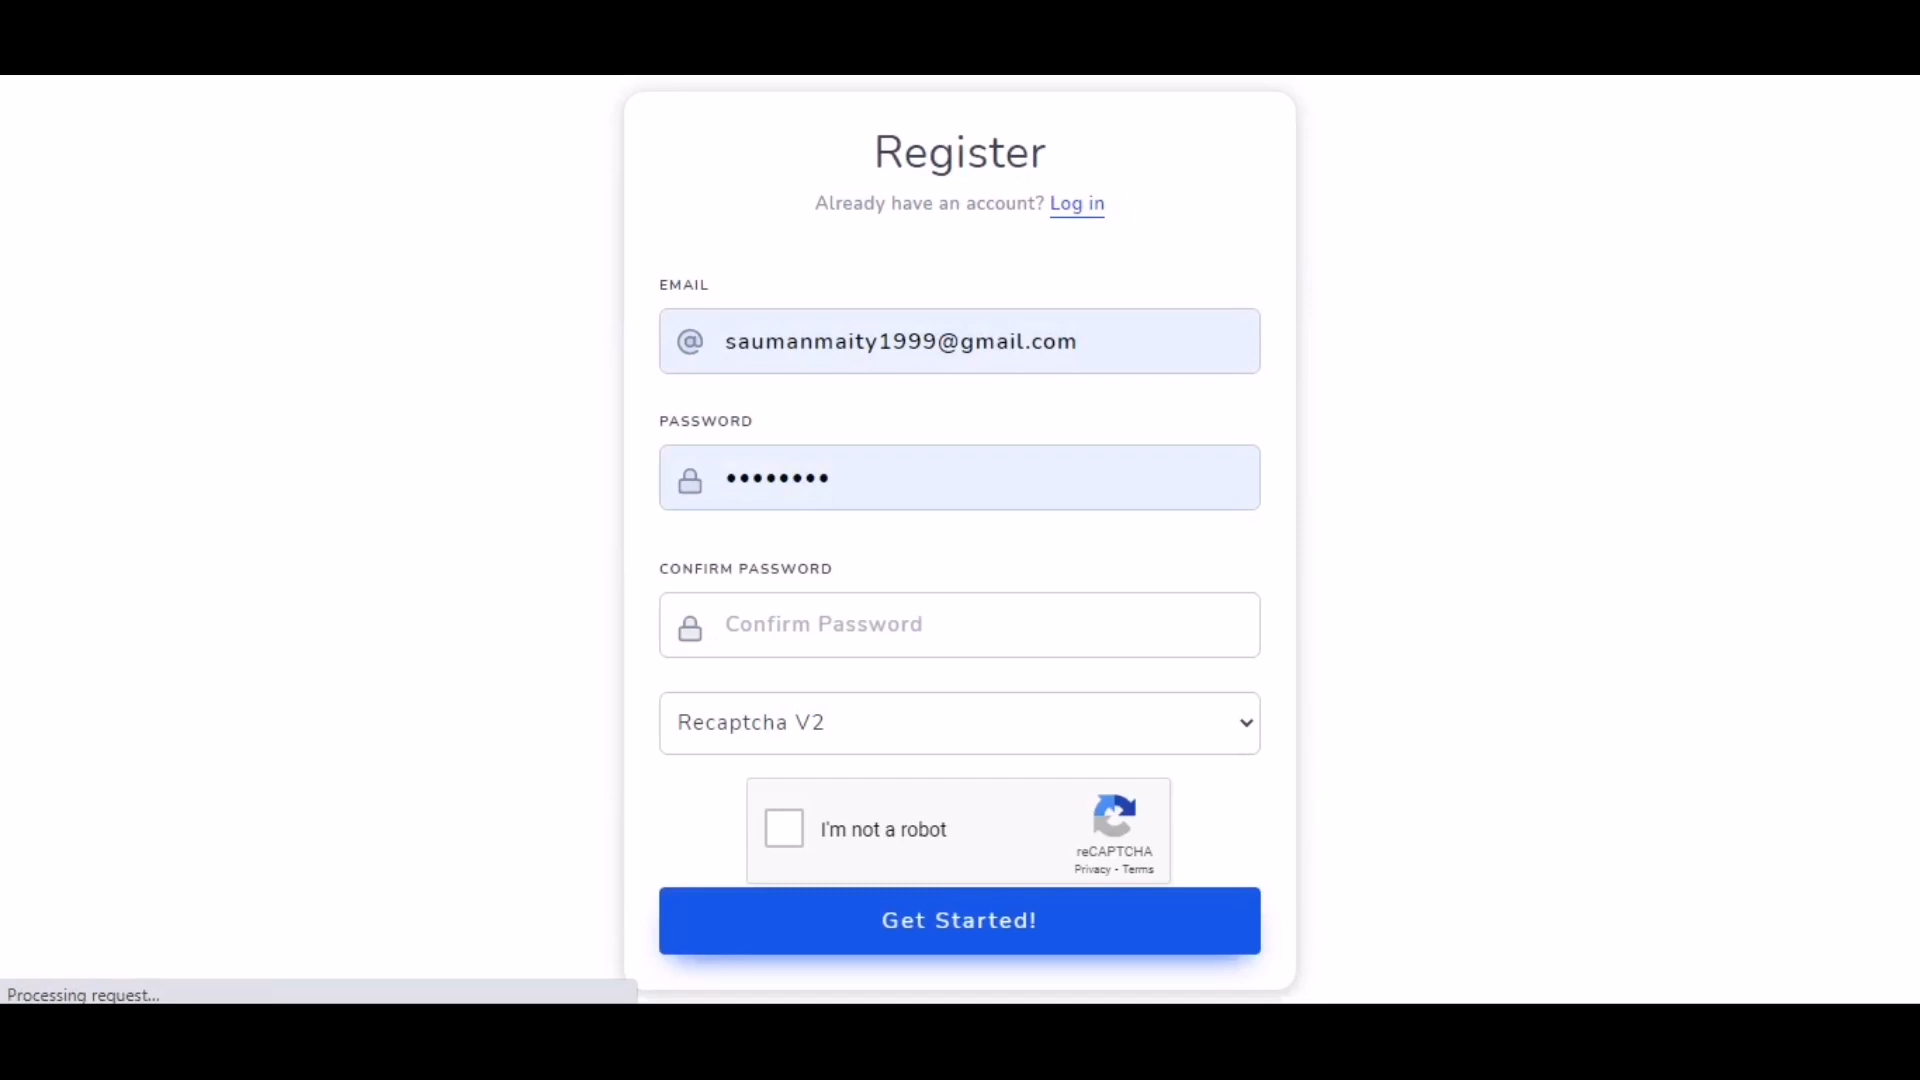 Register
Already have an account? Log in
EMAIL
@ saumanmaity1999@gmail.com
PASSWORD
••••••••
CONFIRM PASSWORD
Confirm Password
Recaptcha V2
I'm not a robot
reCAPTCHA
Privacy - Terms
Get Started!
Processing request...